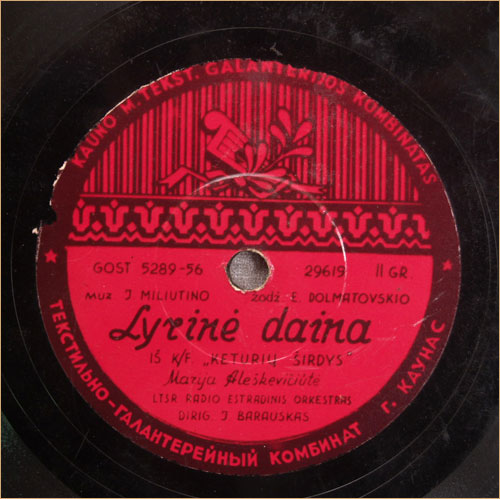 KAUNO M. TEKST. GALANTERIJOS KOMBINATAS
GOST 5289-56 29619 II GR.
MUZ. J. MILIUTINO žodž. E. DOLMATOVSKIO
Lyrinė daina
IŠ K/F. „KETURIŲ ŠIRDYS"
Marija Aleškevičiūtė
LTSR RADIO ESTRADINIS ORKESTRAS
DIRIG. J. BARAUSKAS
ТЕКСТИЛЬНО-ГАЛАНТЕРЕЙНЫЙ КОМБИНАТ г. КАУНАС